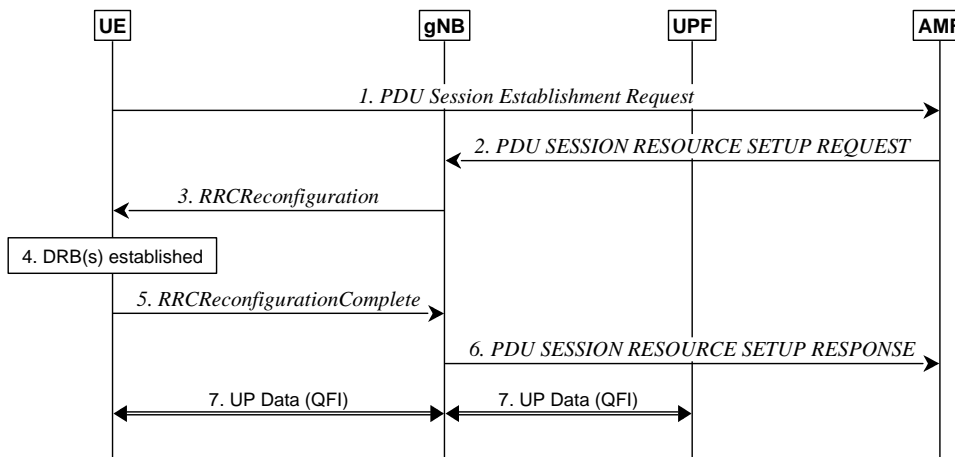 UE
gNB
UPF
AMF
1. PDU Session Establishment Request
2. PDU SESSION RESOURCE SETUP REQUEST
3. RRCReconfiguration
4. DRB(s) established
5. RRCReconfigurationComplete
6. PDU SESSION RESOURCE SETUP RESPONSE
7. UP Data (QFI)
7. UP Data (QFI)